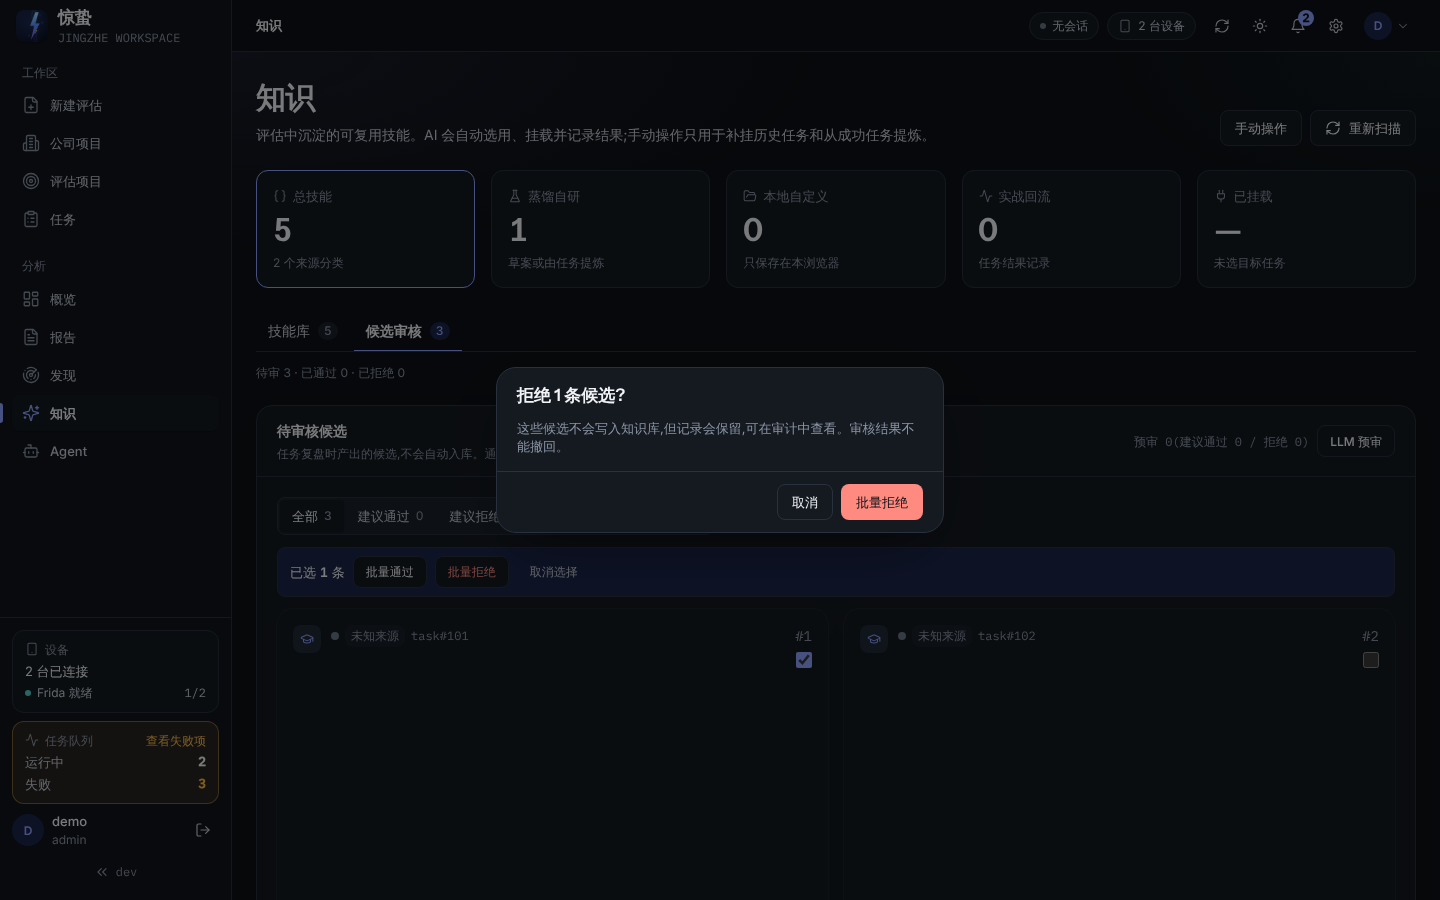 惊蛰
JINGZHE WORKSPACE
工作区
新建评估
公司项目
评估项目
任务
分析
概览
报告
发现
知识
Agent
设备
2 台已连接
Frida 就绪 1/2
任务队列 查看失败项
运行中 2
失败 3
D demo
admin
dev
知识
无会话
2 台设备
2
D
知识
评估中沉淀的可复用技能。AI 会自动选用、挂载并记录结果;手动操作只用于补挂历史任务和从成功任务提炼。
手动操作
重新扫描
总技能
5
2 个来源分类
蒸馏自研
1
草案或由任务提炼
本地自定义
0
只保存在本浏览器
实战回流
0
任务结果记录
已挂载
—
未选目标任务
技能库 5
候选审核 3
待审 3 · 已通过 0 · 已拒绝 0
待审核候选
任务复盘时产出的候选,不会自动入库。通
预审 0(建议通过 0 / 拒绝 0)
LLM 预审
全部 3
建议通过 0
建议拒绝
拒绝 1 条候选?
这些候选不会写入知识库,但记录会保留,可在审计中查看。审核结果不
能撤回。
取消
批量拒绝
已选 1 条
批量通过
批量拒绝
取消选择
未知来源 task#101 #1
未知来源 task#102 #2